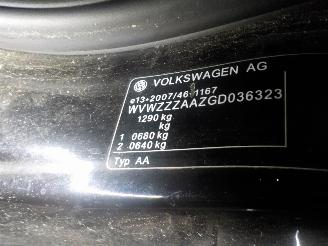 VOLKSWAGEN AG
e13*2007/46*1167
WVWZZZAAZGD036323
1290 kg
kg
1 0680 kg
2 0640 kg
Typ AA